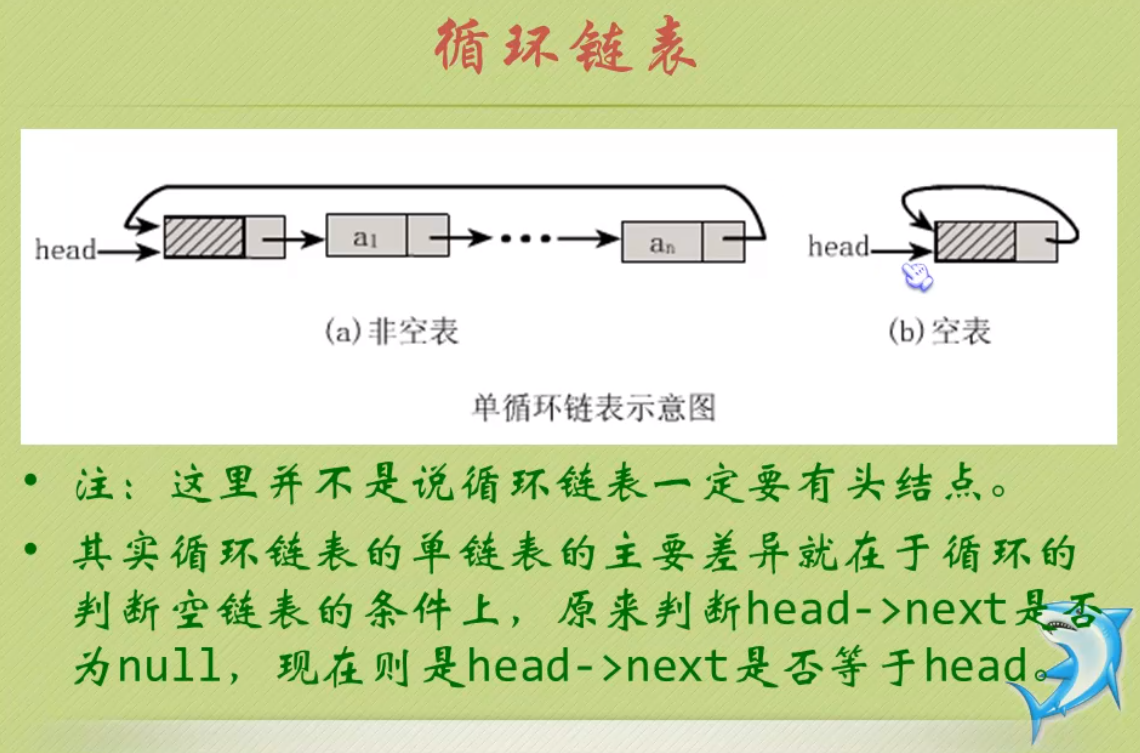 循环链表
head a1 an head
(a)非空表 (b)空表
单循环链表示意图
• 注：这里并不是说循环链表一定要有头结点。
• 其实循环链表的单链表的主要差异就在于循环的
判断空链表的条件上，原来判断head->next是否
为null，现在则是head->next是否等于head。